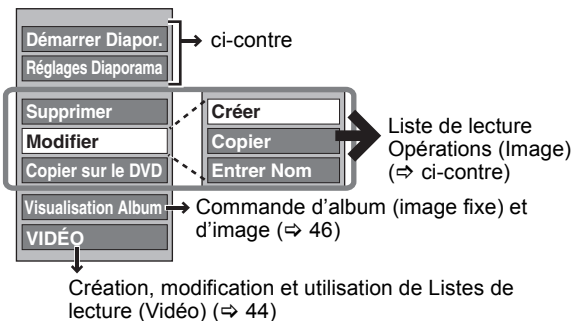 Démarrer Diapor.
Réglages Diaporama
ci-contre
Supprimer
Modifier
Copier sur le DVD
Créer
Copier
Entrer Nom
Liste de lecture
Opérations (Image)
(⇨ ci-contre)
Visualisation Album
Commande d'album (image fixe) et
d'image (⇨ 46)
VIDÉO
Création, modification et utilisation de Listes de
lecture (Vidéo) (⇨ 44)